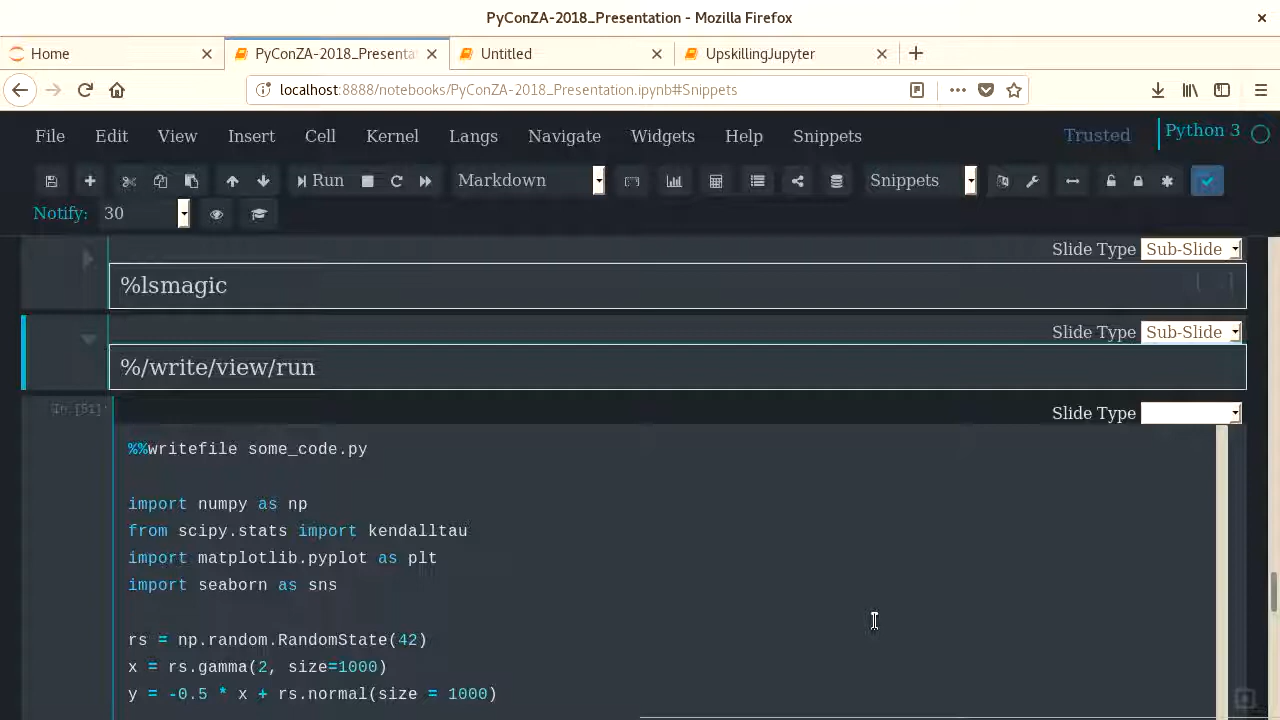 PyConZA-2018_Presentation - Mozilla Firefox
Home
PyConZA-2018_Presenta
Untitled
UpskillingJupyter
localhost:8888/notebooks/PyConZA-2018_Presentation.ipynb#Snippets
File Edit View Insert Cell Kernel Langs Navigate Widgets Help Snippets Trusted Python 3
Run Markdown Snippets
Notify: 30
Slide Type Sub-Slide
%lsmagic
[ ]
Slide Type Sub-Slide
%/write/view/run
In [51]:
Slide Type
%%writefile some_code.py
import numpy as np
from scipy.stats import kendalltau
import matplotlib.pyplot as plt
import seaborn as sns
rs = np.random.RandomState(42)
x = rs.gamma(2, size=1000)
y = -0.5 * x + rs.normal(size = 1000)